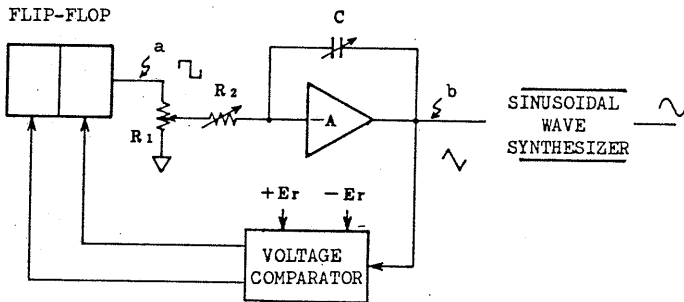 FLIP-FLOP
a
C
R2
R1
-A
b
SINUSOIDAL
WAVE
SYNTHESIZER
+Er
-Er
VOLTAGE
COMPARATOR